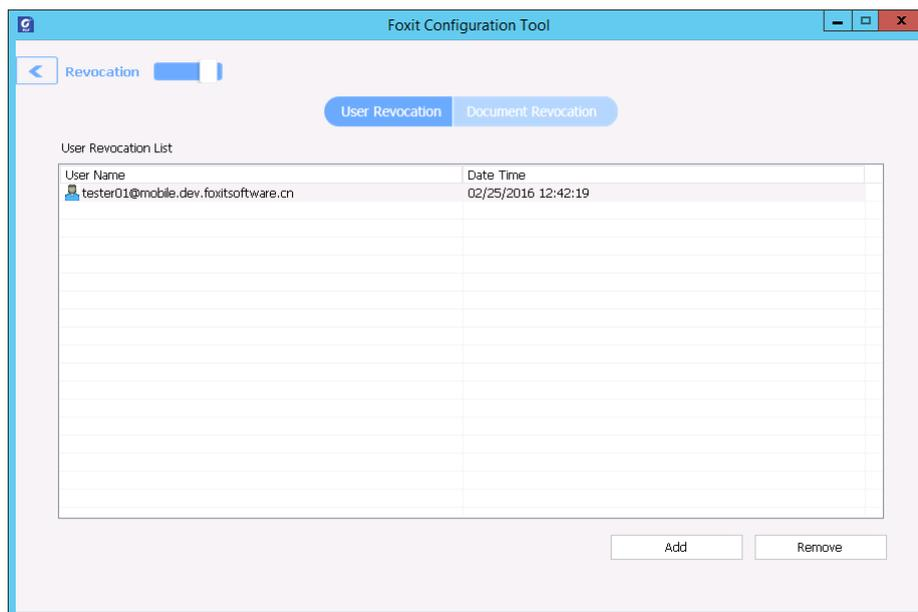 Foxit Configuration Tool
Revocation
User Revocation Document Revocation
User Revocation List
User Name Date Time
tester01@mobile.dev.foxitsoftware.cn 02/25/2016 12:42:19
Add Remove